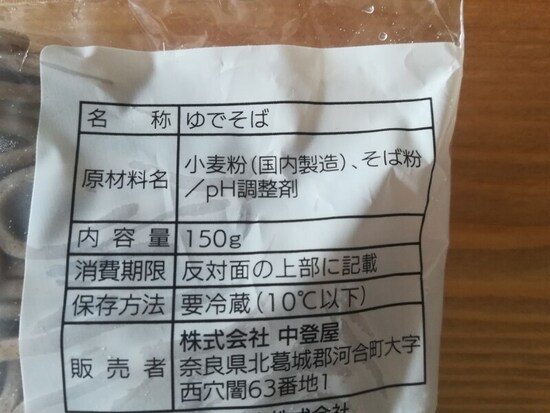 名称 ゆでそば
原材料名 小麦粉(国内製造)、そば粉
／pH調整剤
内容量 150g
消費期限 反対面の上部に記載
保存方法 要冷蔵(10℃以下)
販売者 株式会社 中登屋
奈良県北葛城郡河合町大字
西穴闇63番地1
株式会社